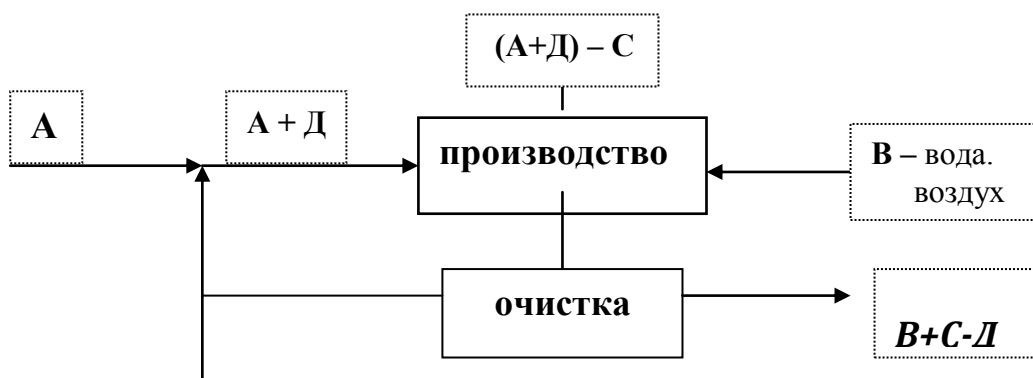 (А+Д) – С
А
А + Д
производство
В – вода.
воздух
очистка
В+С-Д